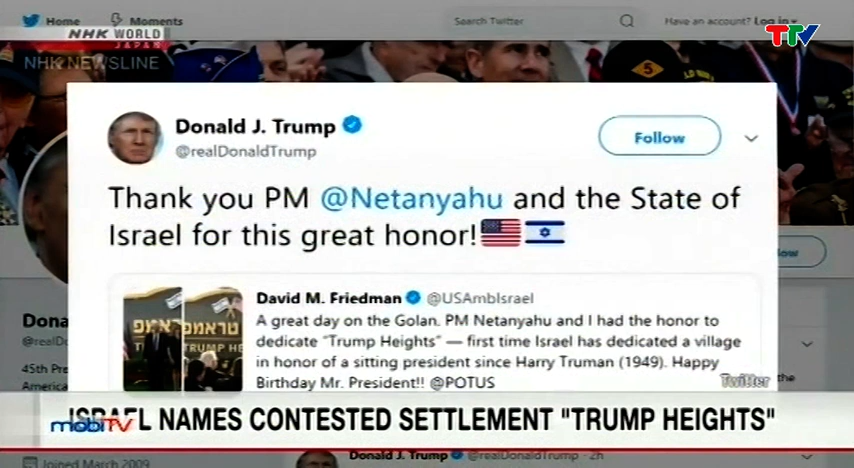 Home Moments Search Twitter Have an account? Log in
NHK WORLD
JAPAN
TTV
NHK NEWSLINE
Donald J. Trump
@realDonaldTrump
Follow
Thank you PM @Netanyahu and the State of
Israel for this great honor!
David M. Friedman @USAmbIsrael
A great day on the Golan. PM Netanyahu and I had the honor to
dedicate "Trump Heights" — first time Israel has dedicated a village
in honor of a sitting president since Harry Truman (1949). Happy
Birthday Mr. President!! @POTUS
טראמפ
Twitter
45th Pre
America
ISRAEL NAMES CONTESTED SETTLEMENT "TRUMP HEIGHTS"
mobiTV
Joined March 2009
Donald J. Trump @realDonaldTrump · 2h